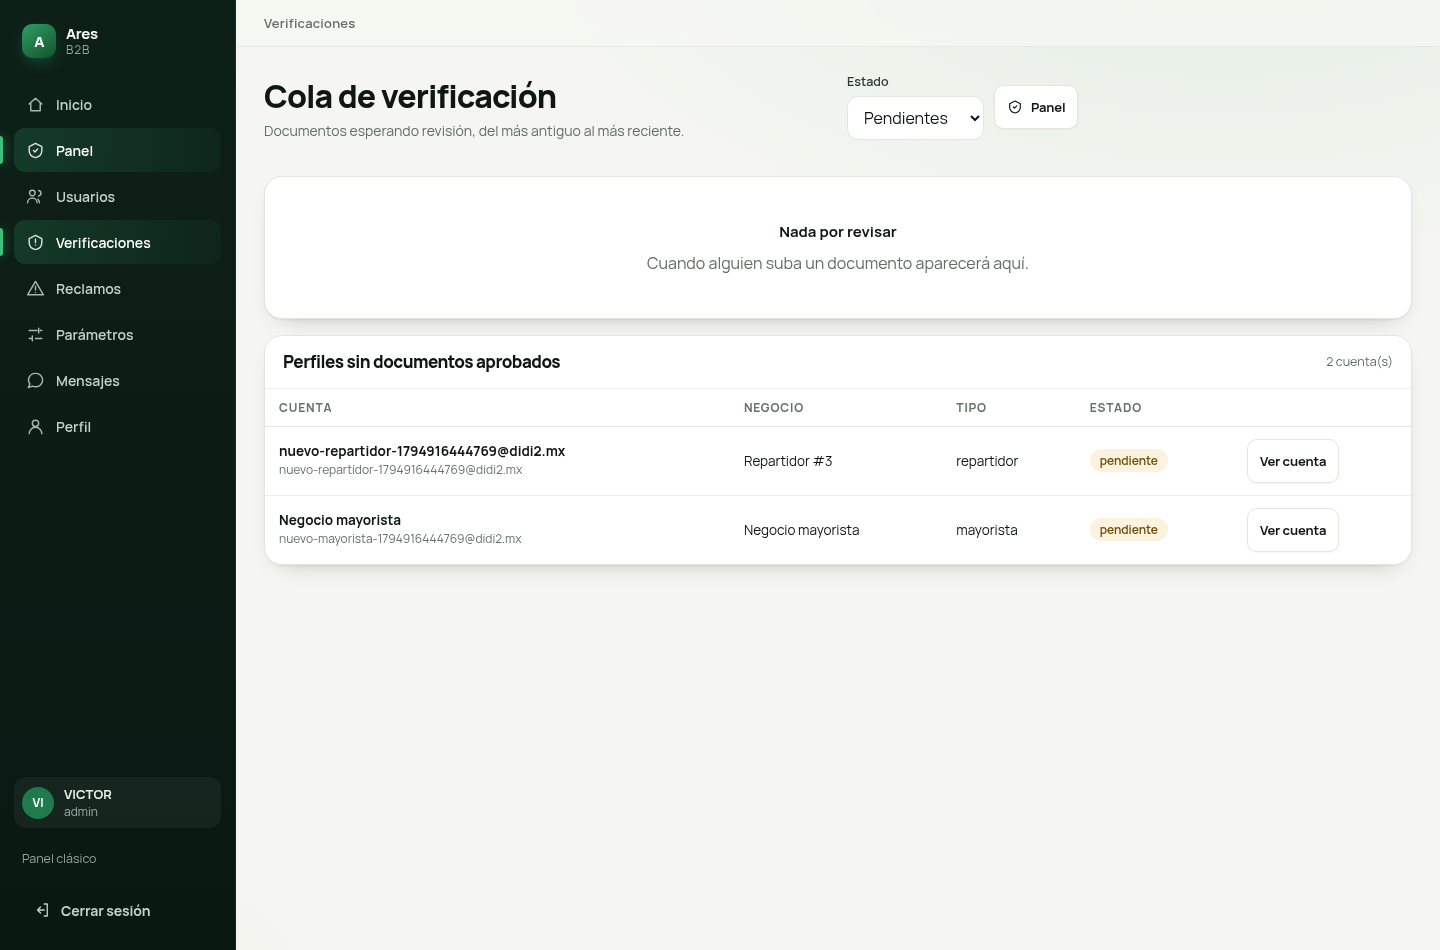 A
Ares
B2B
Inicio
Panel
Usuarios
Verificaciones
Reclamos
Parámetros
Mensajes
Perfil
VI
VICTOR
admin
Panel clásico
Cerrar sesión
Verificaciones
Cola de verificación
Documentos esperando revisión, del más antiguo al más reciente.
Estado
Pendientes
Panel
Nada por revisar
Cuando alguien suba un documento aparecerá aquí.
Perfiles sin documentos aprobados
2 cuenta(s)
CUENTA NEGOCIO TIPO ESTADO
nuevo-repartidor-1794916444769@didi2.mx
nuevo-repartidor-1794916444769@didi2.mx
Repartidor #3
repartidor
pendiente
Ver cuenta
Negocio mayorista
nuevo-mayorista-1794916444769@didi2.mx
Negocio mayorista
mayorista
pendiente
Ver cuenta